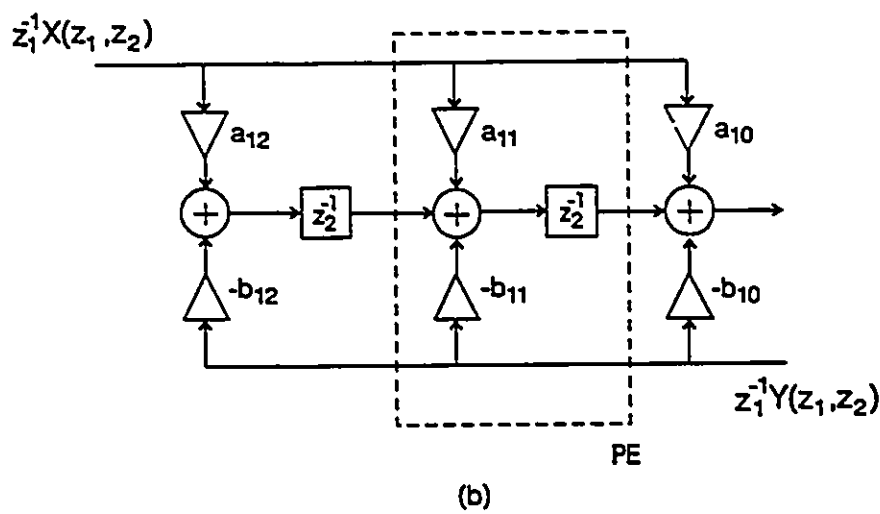 z₁⁻¹X(z₁,z₂)
a₁₂
a₁₁
a₁₀
+ z₂⁻¹ + z₂⁻¹ +
-b₁₂
-b₁₁
-b₁₀
z₁⁻¹Y(z₁,z₂)
PE
(b)